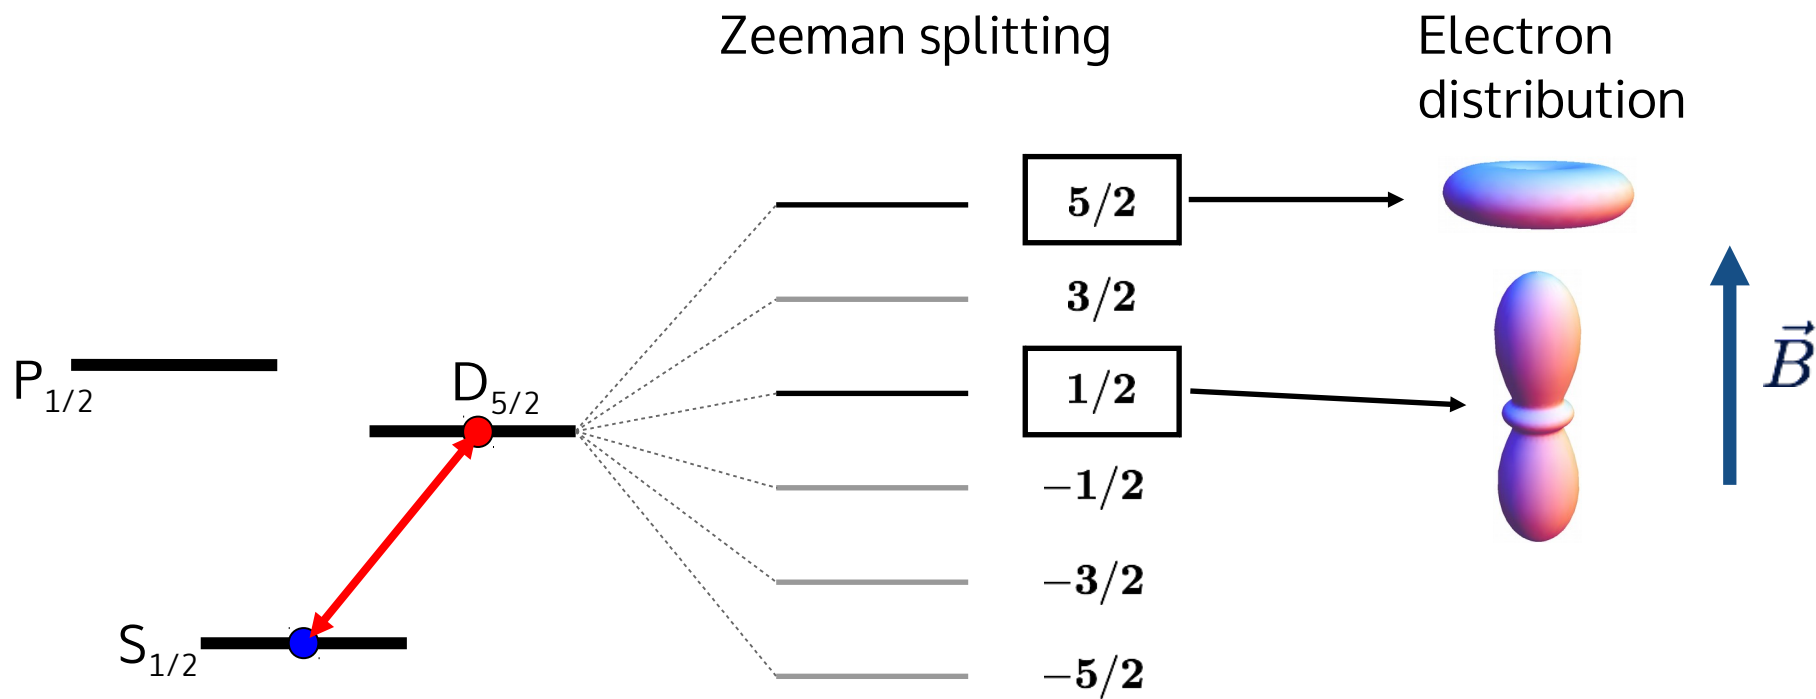 Zeeman splitting
Electron
distribution
5/2
3/2
P1/2
D5/2
1/2
B⃗
−1/2
−3/2
S1/2
−5/2